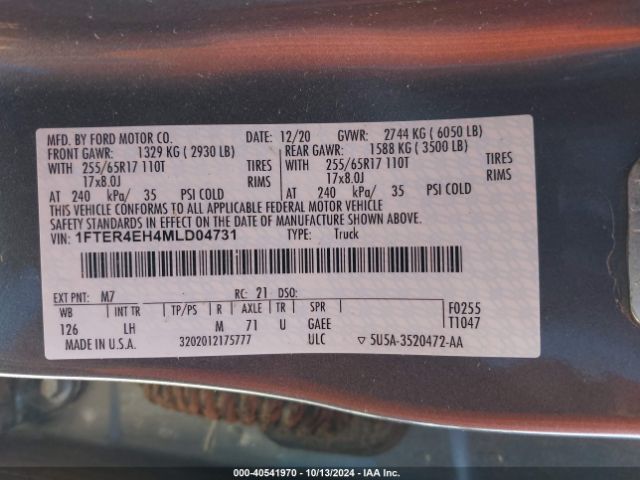 MFD. BY FORD MOTOR CO. DATE: 12/20 GVWR: 2744 KG ( 6050 LB)
FRONT GAWR: 1329 KG ( 2930 LB) REAR GAWR: 1588 KG ( 3500 LB)
WITH 255/65R17 110T TIRES WITH 255/65R17 110T TIRES
17x8.0J RIMS 17x8.0J RIMS
AT 240 kPa/ 35 PSI COLD AT 240 kPa/ 35 PSI COLD
THIS VEHICLE CONFORMS TO ALL APPLICABLE FEDERAL MOTOR VEHICLE
SAFETY STANDARDS IN EFFECT ON THE DATE OF MANUFACTURE SHOWN ABOVE.
VIN: 1FTER4EH4MLD04731 TYPE: Truck
EXT PNT: M7 RC: 21 DSO:
WB INT TR TP/PS R AXLE TR SPR F0255
126 LH M 71 U GAEE T1047
MADE IN U.S.A. 3202012175777 ULC ▽ 5U5A-3520472-AA
000-40541970 - 10/13/2024 - IAA Inc.